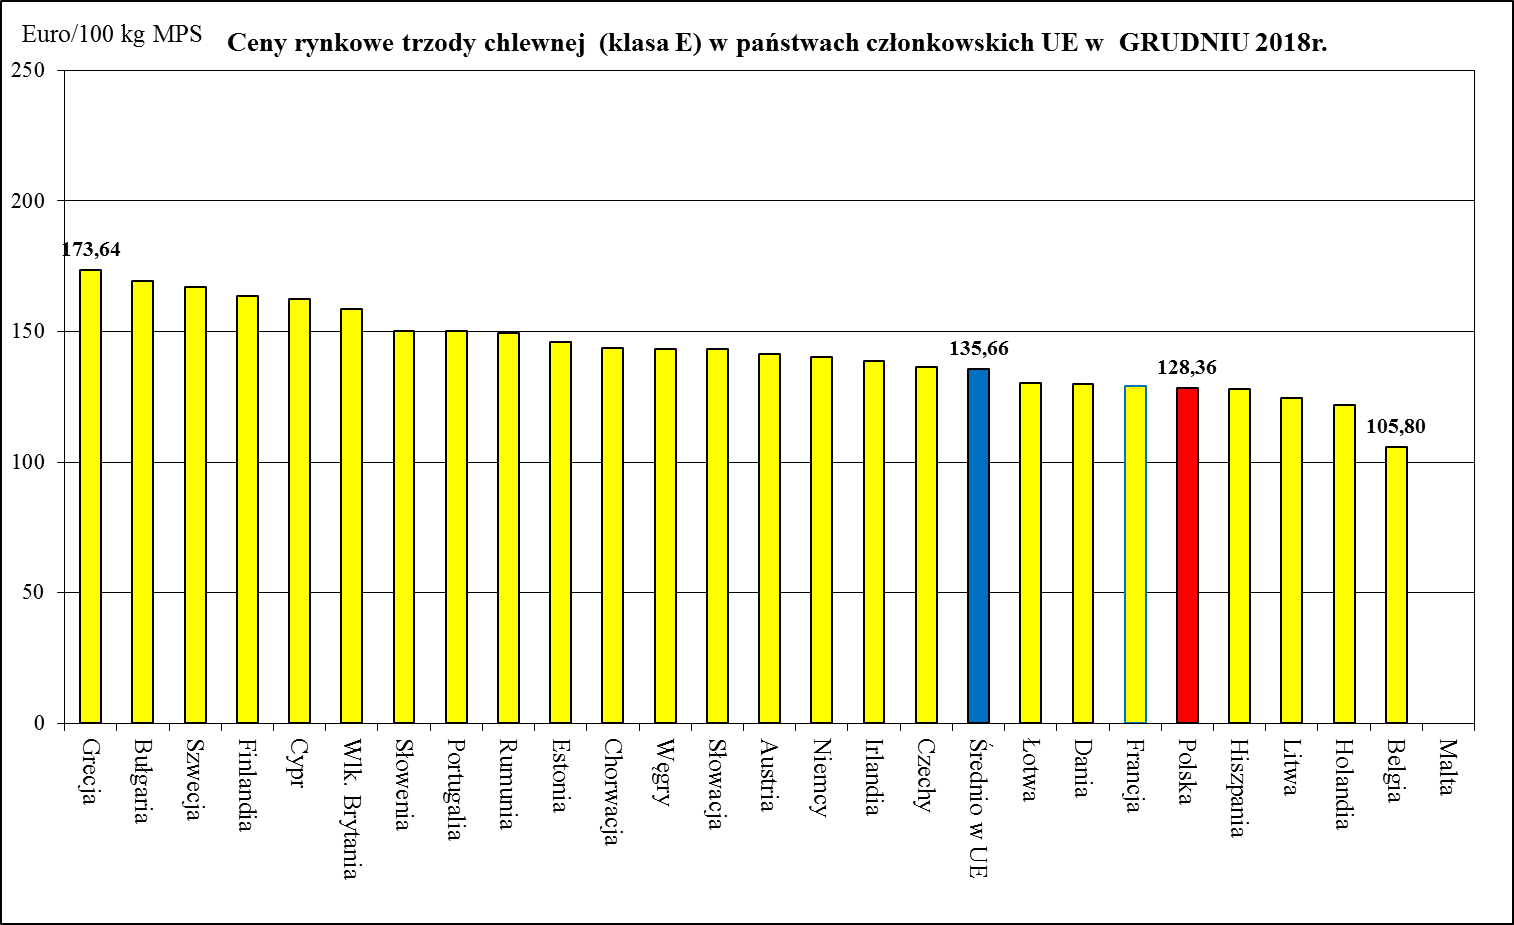 Euro/100 kg MPS
Ceny rynkowe trzody chlewnej  (klasa E) w państwach członkowskich UE w  GRUDNIU 2018r.
250
200
150
100
50
0
173,64
135,66
128,36
105,80
Grecja
Bułgaria
Szwecja
Finlandia
Cypr
Wlk. Brytania
Słowenia
Portugalia
Rumunia
Estonia
Chorwacja
Węgry
Słowacja
Austria
Niemcy
Irlandia
Czechy
Średnio w UE
Łotwa
Dania
Francja
Polska
Hiszpania
Litwa
Holandia
Belgia
Malta